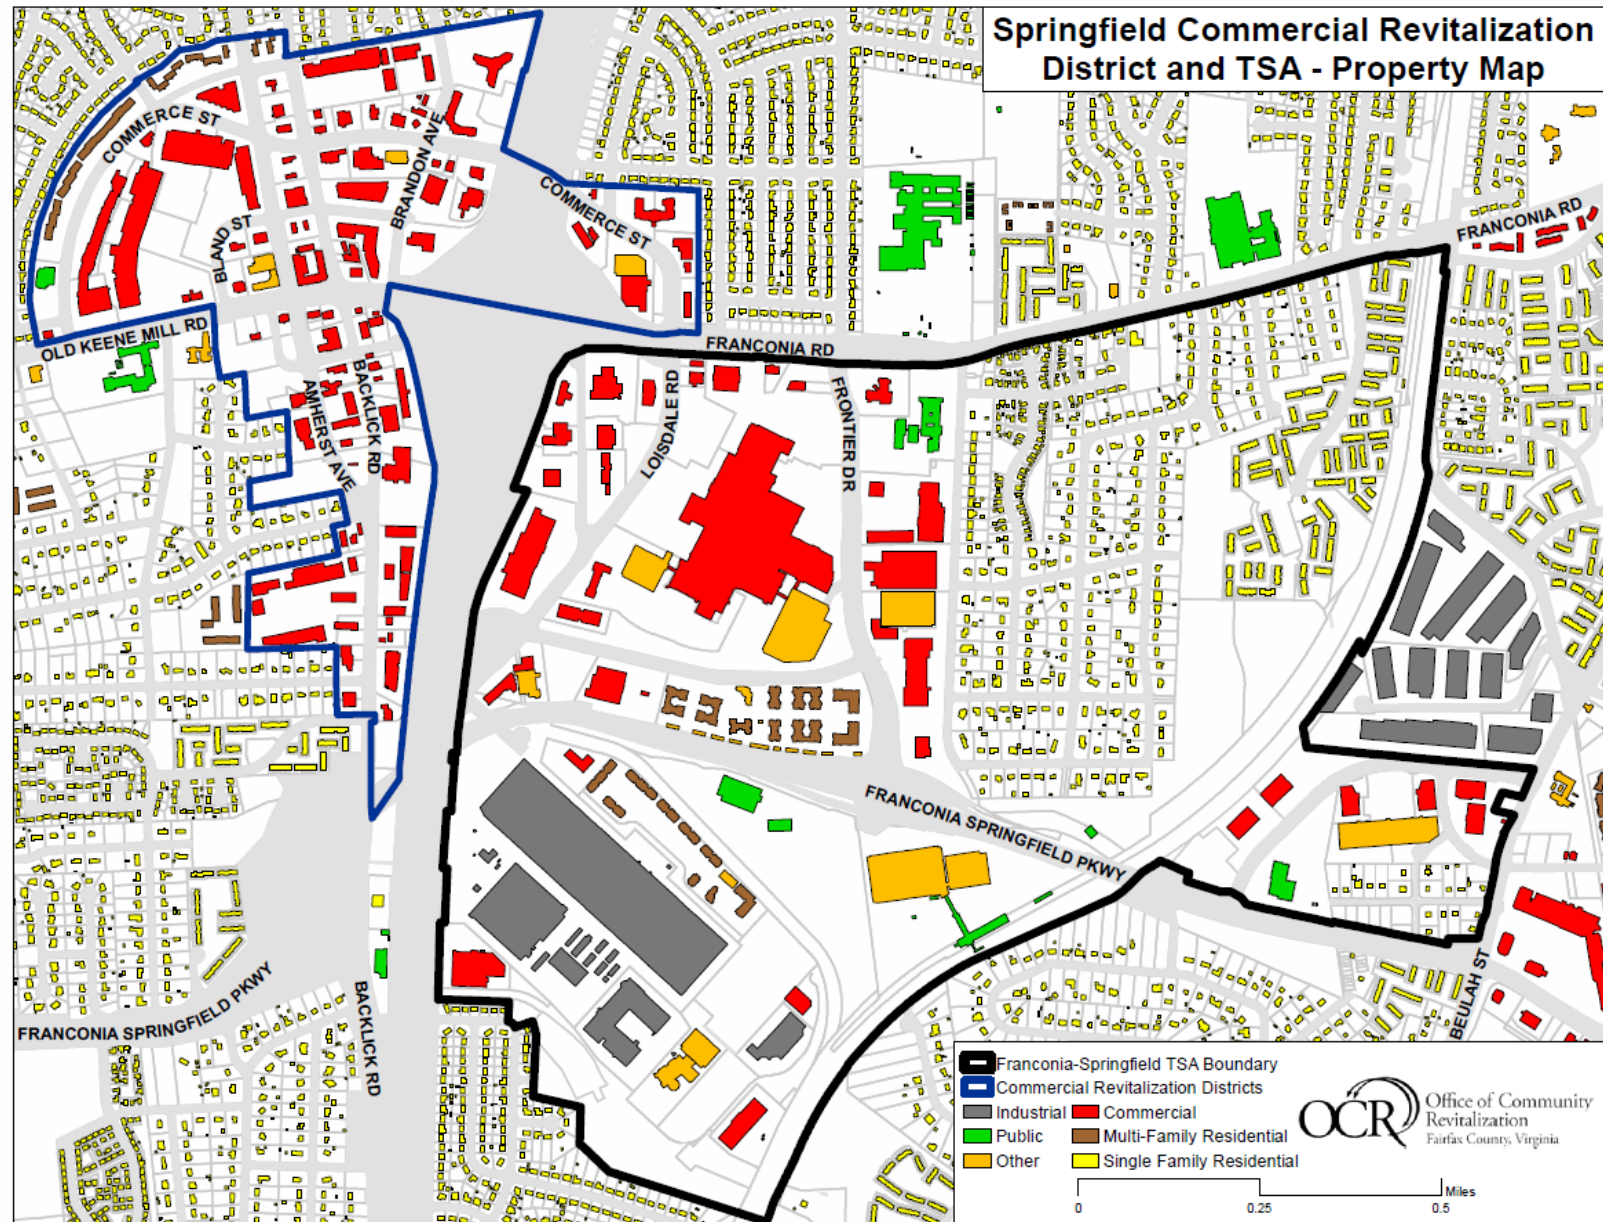 Springfield Commercial Revitalization
District and TSA - Property Map
COMMERCE ST
BRANDON AVE
COMMERCE ST
BLAND ST
FRANCONIA RD
OLD KEENE MILL RD
FRANCONIA RD
BACKLICK RD
AMHERST AVE
LOISDALE RD
FRONTIER DR
FRANCONIA SPRINGFIELD PKWY
FRANCONIA SPRINGFIELD PKWY
BACKLICK RD
BEULAH ST
Franconia-Springfield TSA Boundary
Commercial Revitalization Districts
Industrial Commercial
Public Multi-Family Residential
Other Single Family Residential
OCR
Office of Community
Revitalization
Fairfax County, Virginia
Miles
0 0.25 0.5